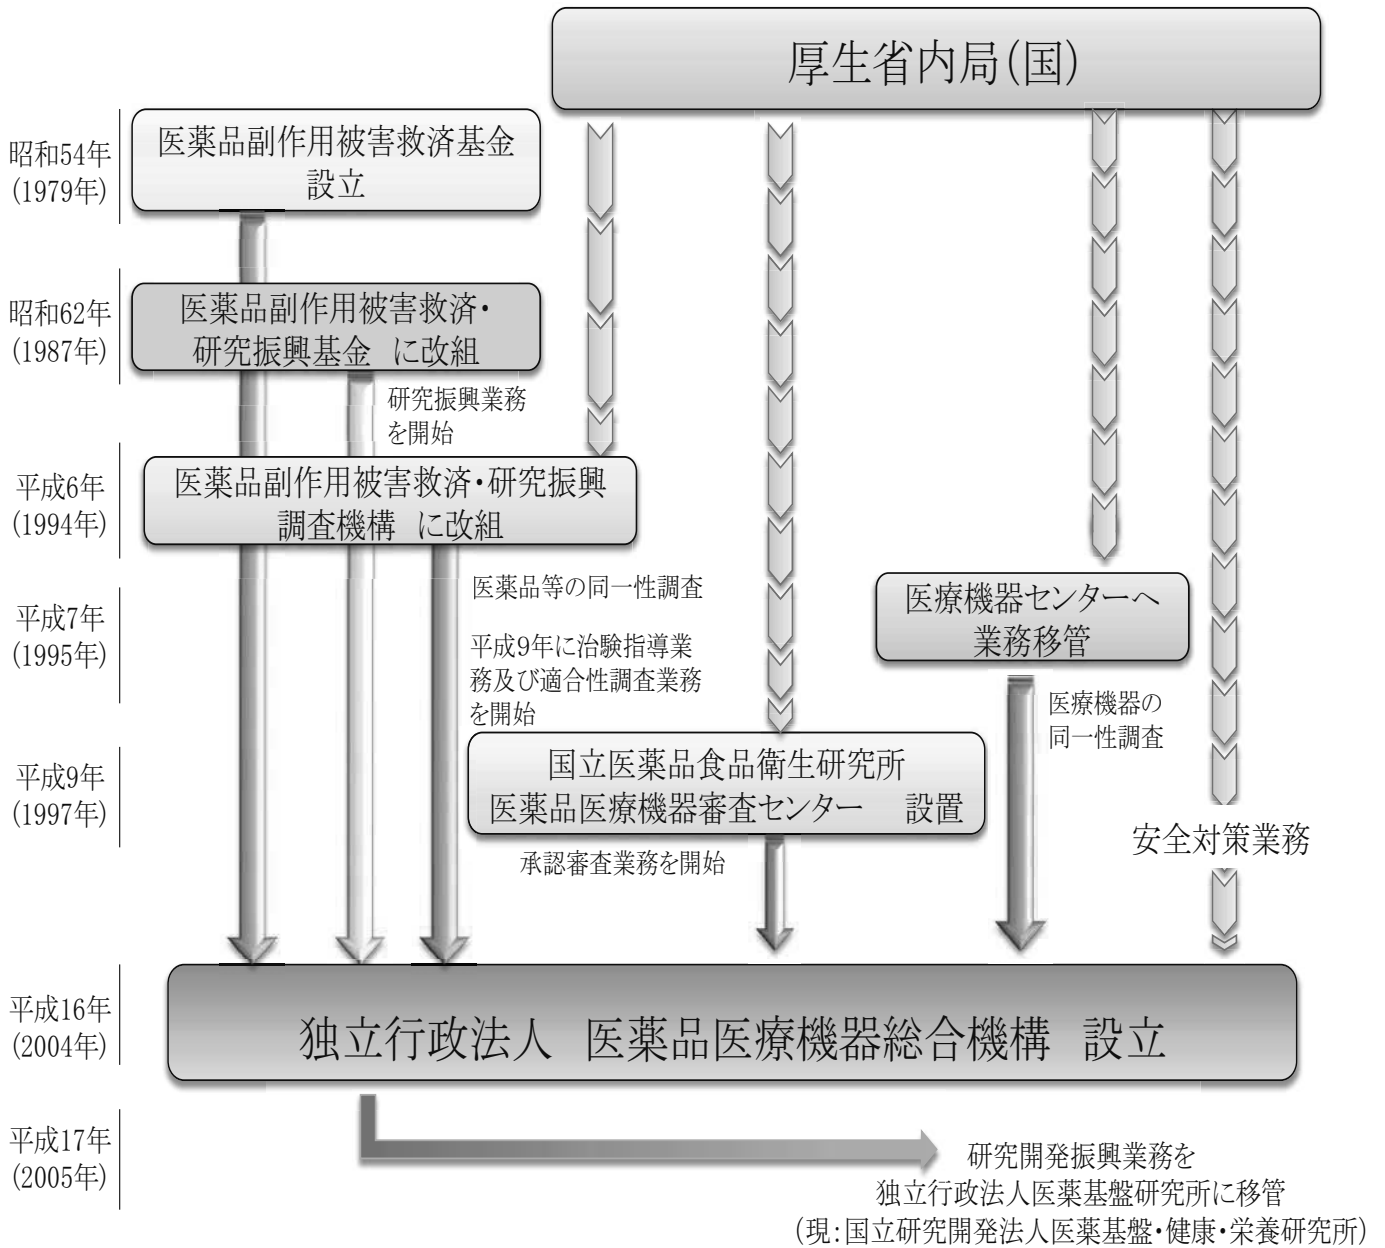 厚生省内局(国)
昭和54年
(1979年)
医薬品副作用被害救済基金
設立
昭和62年
(1987年)
医薬品副作用被害救済・
研究振興基金 に改組
研究振興業務
を開始
平成6年
(1994年)
医薬品副作用被害救済・研究振興
調査機構 に改組
医薬品等の同一性調査
平成9年に治験指導業
務及び適合性調査業務
を開始
平成7年
(1995年)
医療機器センターへ
業務移管
医療機器の
同一性調査
平成9年
(1997年)
国立医薬品食品衛生研究所
医薬品医療機器審査センター 設置
承認審査業務を開始
安全対策業務
平成16年
(2004年)
独立行政法人 医薬品医療機器総合機構 設立
平成17年
(2005年)
研究開発振興業務を
独立行政法人医薬基盤研究所に移管
(現:国立研究開発法人医薬基盤・健康・栄養研究所)